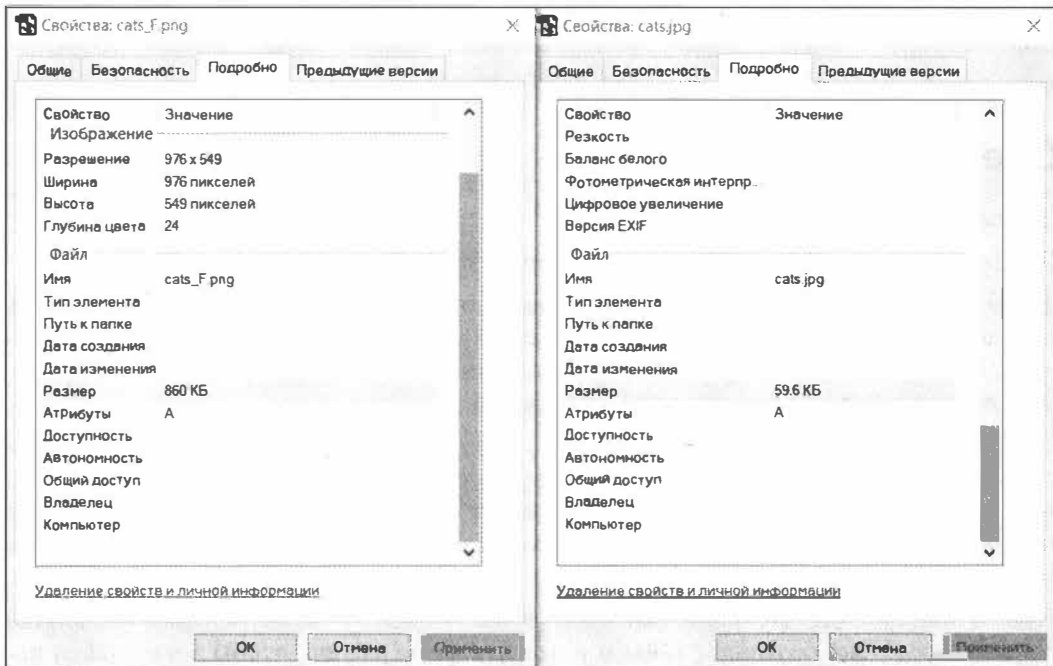 Свойства: cats_F.png
Общие Безопасность Подробно Предыдущие версии
Свойство Значение
Изображение
Разрешение 976 x 549
Ширина 976 пикселей
Высота 549 пикселей
Глубина цвета 24
Файл
Имя cats_F.png
Тип элемента
Путь к папке
Дата создания
Дата изменения
Размер 860 КБ
Атрибуты A
Доступность
Автономность
Общий доступ
Владелец
Компьютер
Удаление свойств и личной информации
ОК Отмена Применить
Свойства: cats.jpg
Общие Безопасность Подробно Предыдущие версии
Свойство Значение
Резкость
Баланс белого
Фотометрическая интерпр...
Цифровое увеличение
Версия EXIF
Файл
Имя cats.jpg
Тип элемента
Путь к папке
Дата создания
Дата изменения
Размер 59.6 КБ
Атрибуты A
Доступность
Автономность
Общий доступ
Владелец
Компьютер
Удаление свойств и личной информации
ОК Отмена Применить